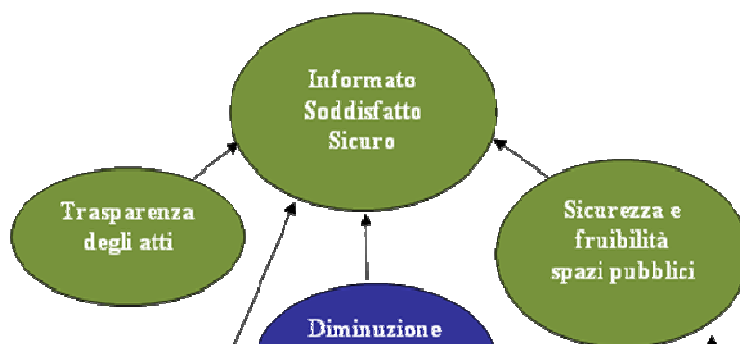 Informato
Soddisfatto
Sicuro
Trasparenza
degli atti
Sicurezza e
fruibilità
spazi pubblici
Diminuzione